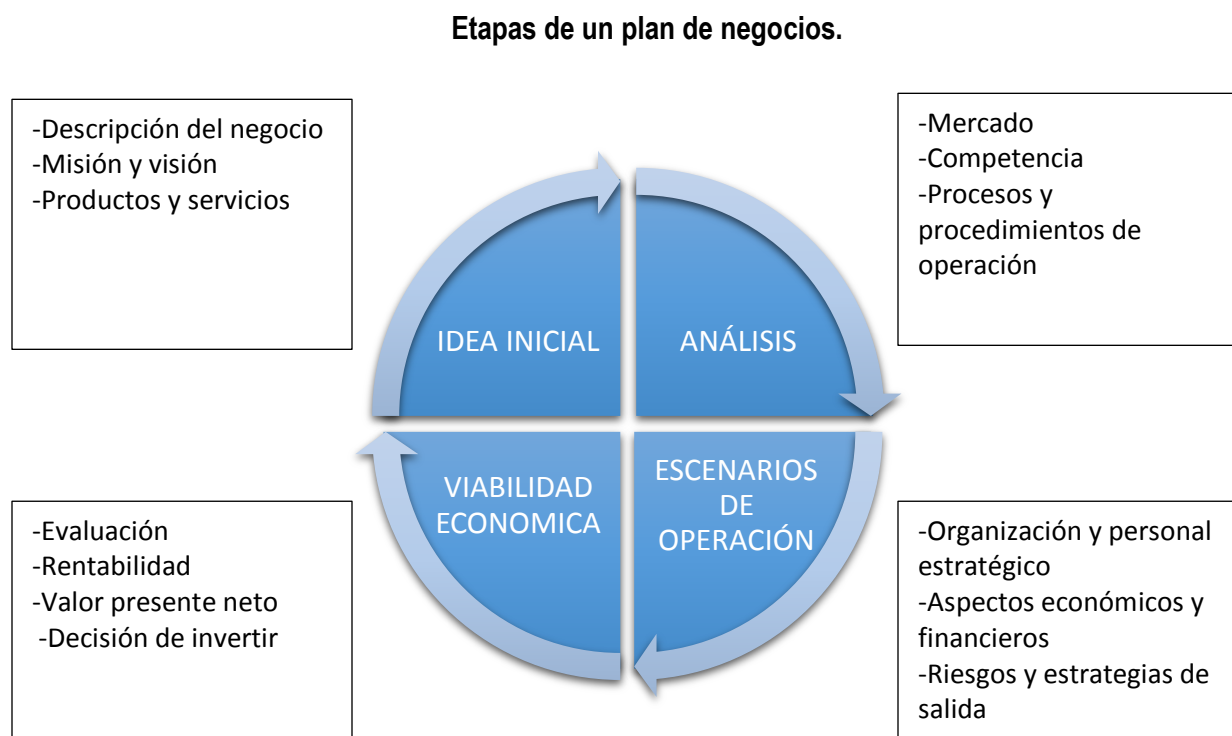 Etapas de un plan de negocios.
-Descripción del negocio
-Misión y visión
-Productos y servicios
-Mercado
-Competencia
-Procesos y
procedimientos de
operación
IDEA INICIAL
ANÁLISIS
VIABILIDAD
ECONOMICA
ESCENARIOS
DE
OPERACIÓN
-Evaluación
-Rentabilidad
-Valor presente neto
-Decisión de invertir
-Organización y personal
estratégico
-Aspectos económicos y
financieros
-Riesgos y estrategias de
salida